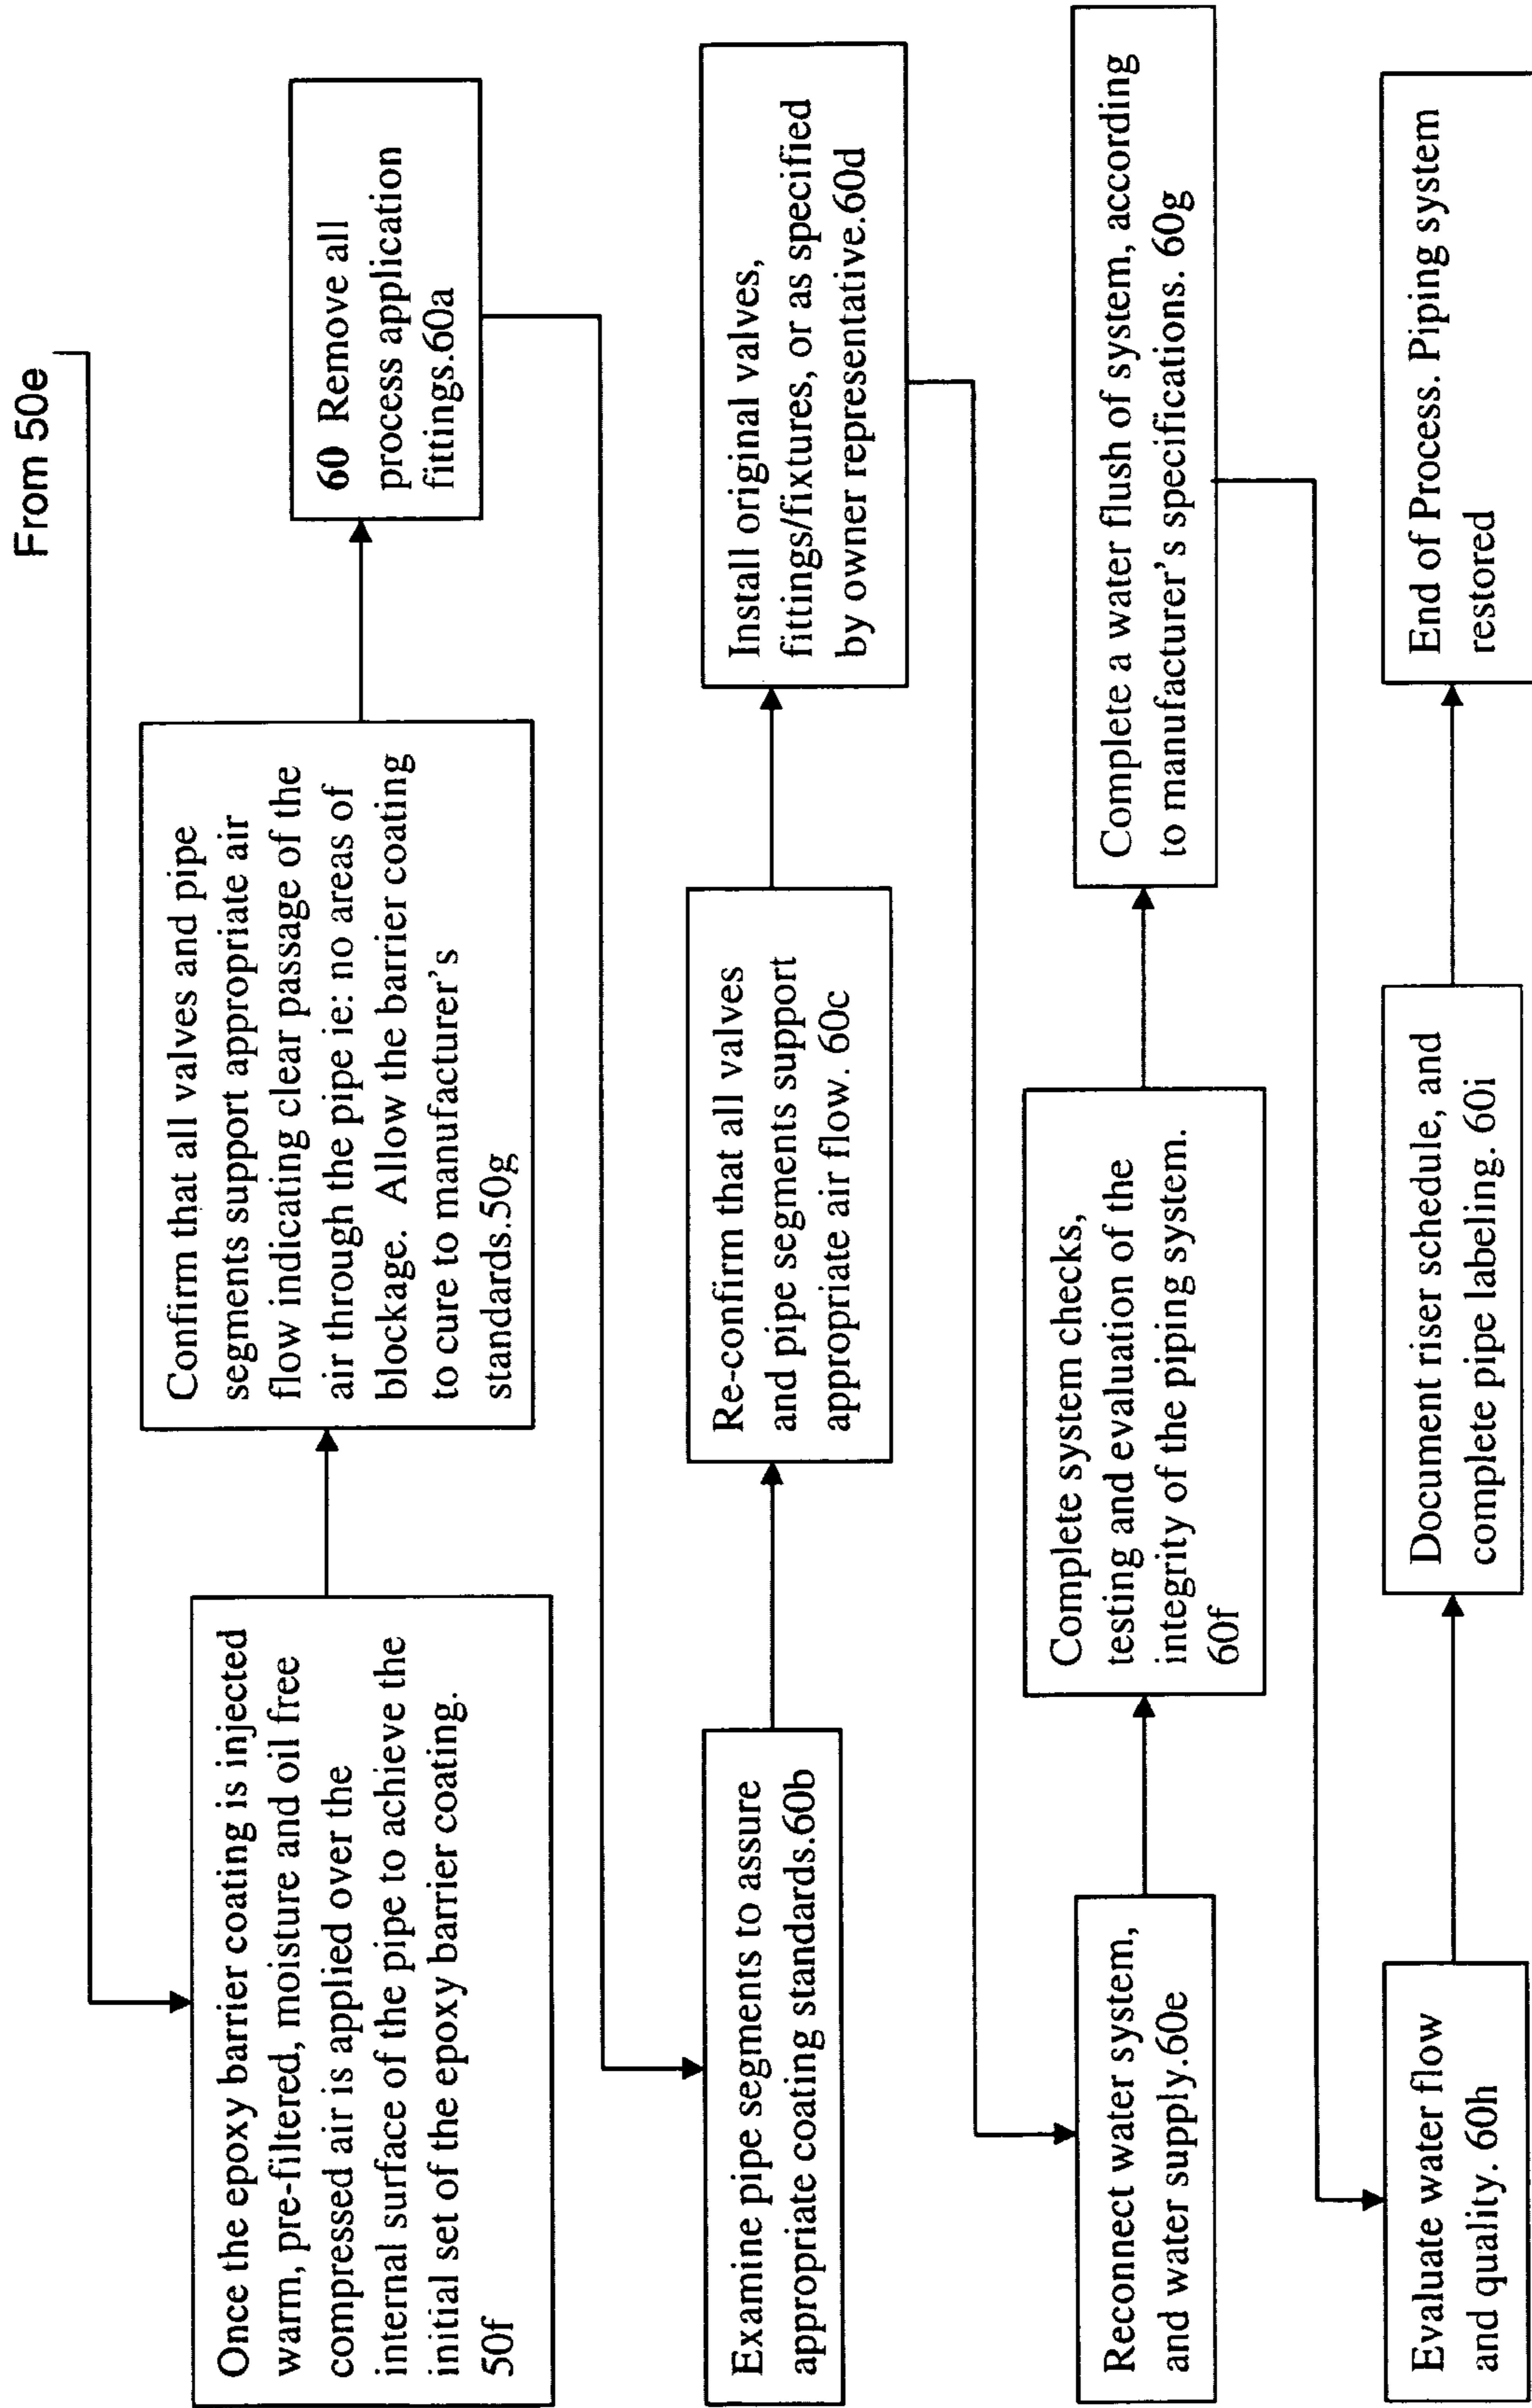 From 50e
Once the epoxy barrier coating is injected
warm, pre-filtered, moisture and oil free
compressed air is applied over the
internal surface of the pipe to achieve the
initial set of the epoxy barrier coating.
50f
Confirm that all valves and pipe
segments support appropriate air
flow indicating clear passage of the
air through the pipe ie: no areas of
blockage. Allow the barrier coating
to cure to manufacturer's
standards.50g
60 Remove all
process application
fittings.60a
Examine pipe segments to assure
appropriate coating standards.60b
Re-confirm that all valves
and pipe segments support
appropriate air flow. 60c
Install original valves,
fittings/fixtures, or as specified
by owner representative.60d
Reconnect water system,
and water supply.60e
Complete system checks,
testing and evaluation of the
integrity of the piping system.
60f
Complete a water flush of system, according
to manufacturer's specifications. 60g
Evaluate water flow
and quality. 60h
Document riser schedule, and
complete pipe labeling. 60i
End of Process. Piping system
restored